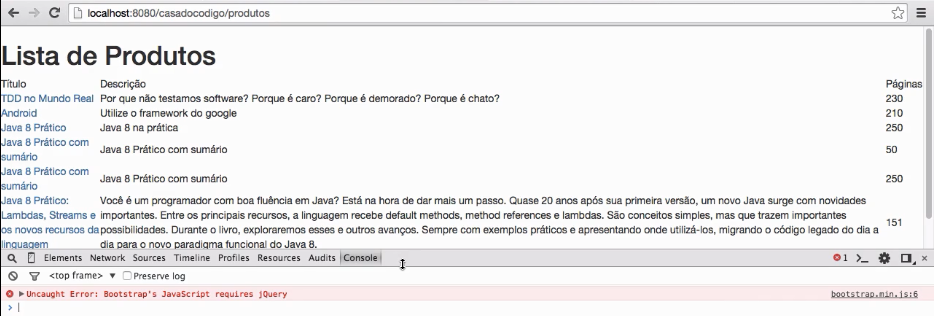 localhost:8080/casadocodigo/produtos
Lista de Produtos
Título Descrição Páginas
TDD no Mundo Real Por que não testamos software? Porque é caro? Porque é demorado? Porque é chato? 230
Android Utilize o framework do google 210
Java 8 Prático Java 8 na prática 250
Java 8 Prático com
sumário Java 8 Prático com sumário 50
Java 8 Prático com
sumário Java 8 Prático com sumário 250
Java 8 Prático: Você é um programador com boa fluência em Java? Está na hora de dar mais um passo. Quase 20 anos após sua primeira versão, um novo Java surge com novidades
Lambdas, Streams e importantes. Entre os principais recursos, a linguagem recebe default methods, method references e lambdas. São conceitos simples, mas que trazem importantes
os novos recursos da possibilidades. Durante o livro, exploraremos esses e outros avanços. Sempre com exemplos práticos e apresentando onde utilizá-los, migrando o código legado do dia a 151
linguagem dia para o novo paradigma funcional do Java 8.
Elements Network Sources Timeline Profiles Resources Audits Console 1
<top frame> Preserve log
Uncaught Error: Bootstrap's JavaScript requires jQuery bootstrap.min.js:6